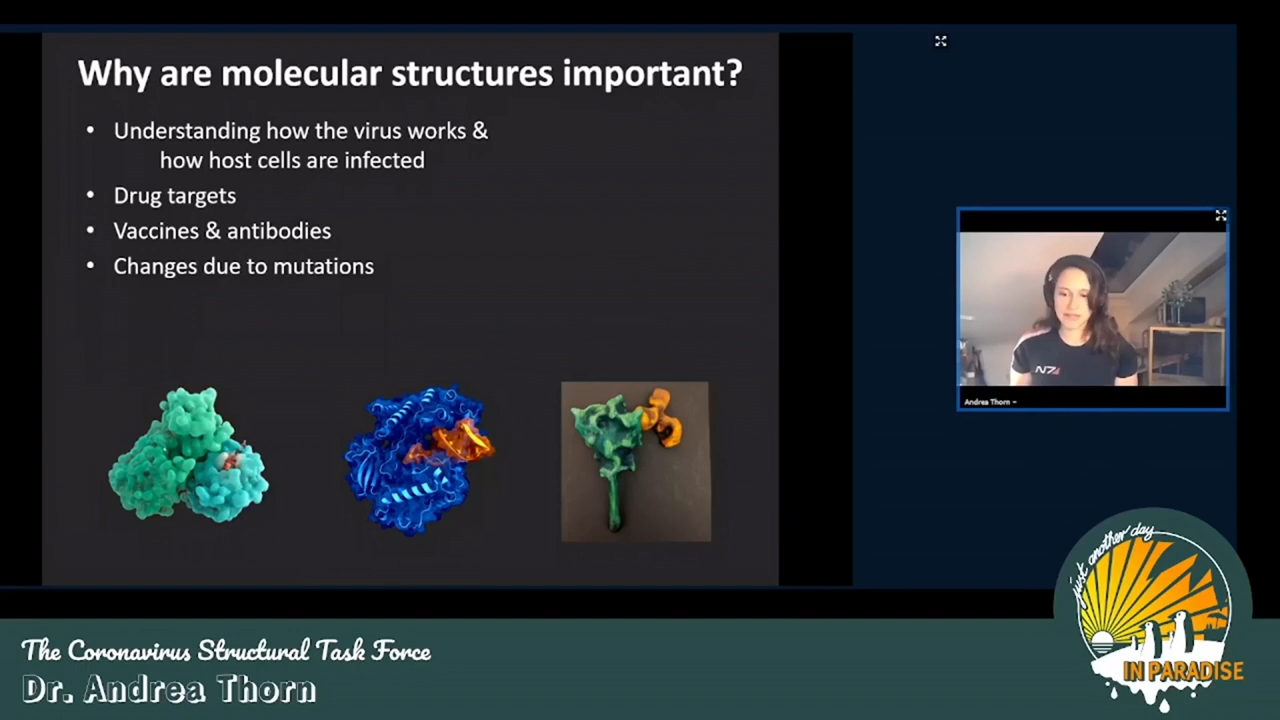 Why are molecular structures important?
• Understanding how the virus works &
how host cells are infected
• Drug targets
• Vaccines & antibodies
• Changes due to mutations
N7
Andrea Thorn ~
just another day
IN PARADISE
The Coronavirus Structural Task Force
Dr. Andrea Thorn